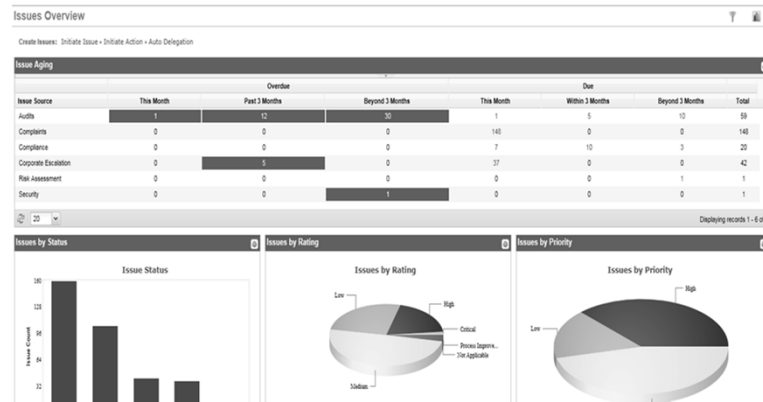 Issues Overview
Create Issues: Initiate Issue • Initiate Action • Auto Delegation
Issue Aging
Overdue Due
Issue Source This Month Past 3 Months Beyond 3 Months This Month Within 3 Months Beyond 3 Months Total
Audits 1 12 30 1 5 10 59
Complaints 0 0 0 148 0 0 148
Compliance 0 0 0 7 10 3 20
Corporate Escalation 0 5 0 37 0 0 42
Risk Assessment 0 0 0 0 0 1 1
Security 0 0 1 0 0 0 1
20 Displaying records 1 - 6 of
Issues by Status Issues by Rating Issues by Priority
Issue Status Issues by Rating Issues by Priority
Issue Count
160
128
96
64
32
Low
High
Critical
Process Improve...
Not Applicable
Medium
High
Low